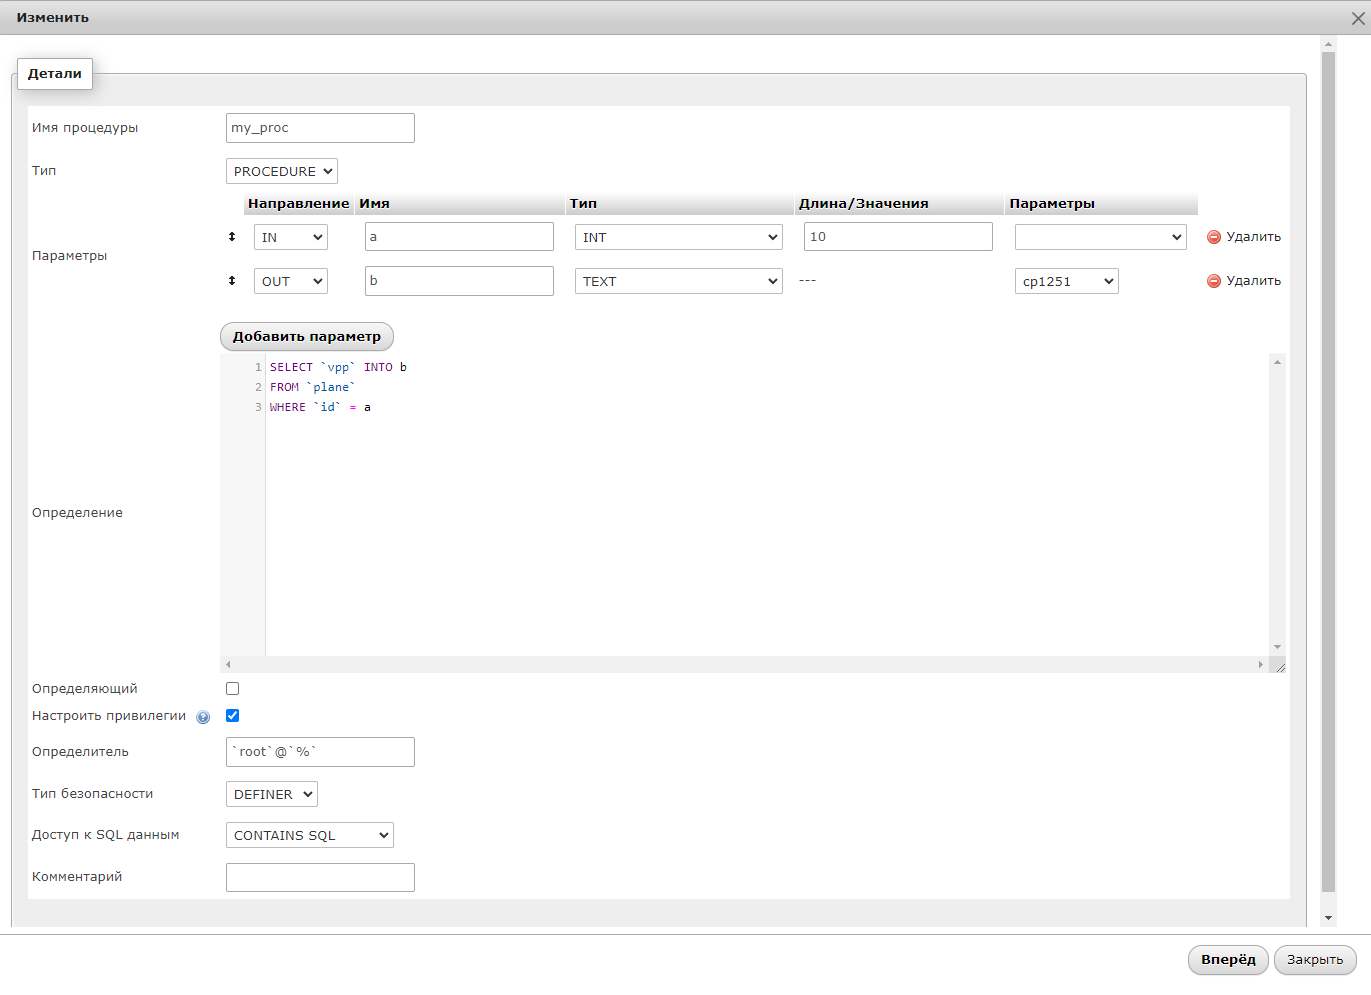 Изменить
Детали
Имя процедуры my_proc
Тип PROCEDURE
Направление Имя Тип Длина/Значения Параметры
Параметры
IN a INT 10 Удалить
OUT b TEXT --- cp1251 Удалить
Добавить параметр
Определение
1 SELECT `vpp` INTO b
2 FROM `plane`
3 WHERE `id` = a
Определяющий
Настроить привилегии
Определитель `root`@`%`
Тип безопасности DEFINER
Доступ к SQL данным CONTAINS SQL
Комментарий
Вперёд Закрыть